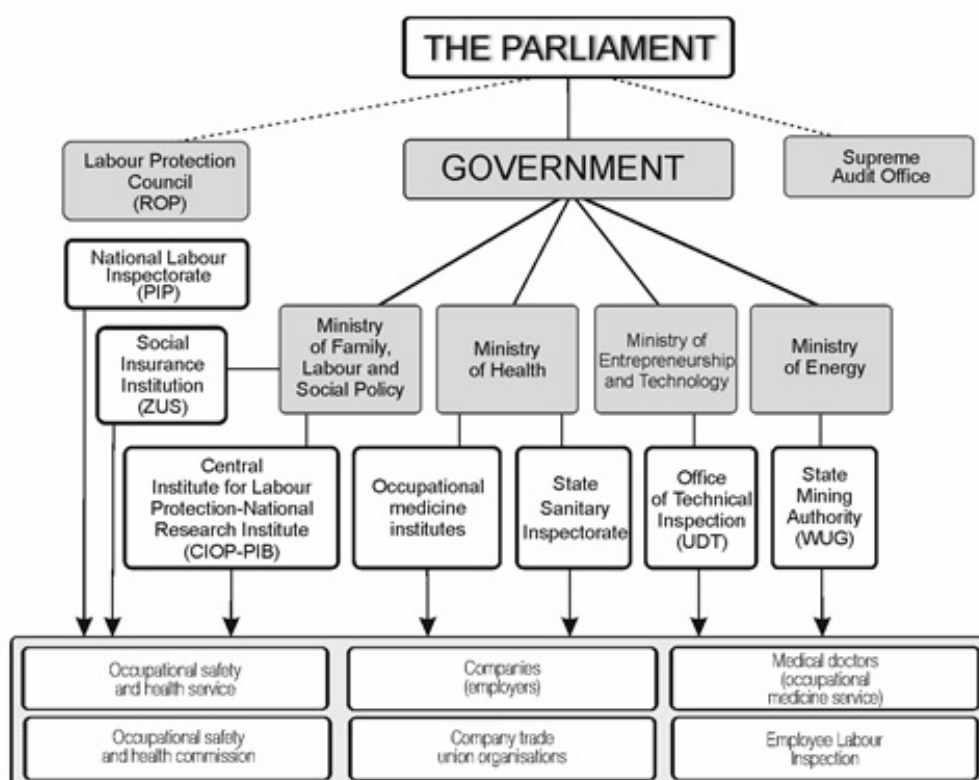 THE PARLIAMENT
Labour Protection
Council
(ROP)
GOVERNMENT
Supreme
Audit Office
National Labour
Inspectorate
(PIP)
Social
Insurance
Institution
(ZUS)
Ministry
of Family,
Labour and
Social Policy
Ministry
of Health
Ministry of
Entrepreneurship
and Technology
Ministry
of Energy
Central
Institute for Labour
Protection-National
Research Institute
(CIOP-PIB)
Occupational
medicine
institutes
State
Sanitary
Inspectorate
Office
of Technical
Inspection
(UDT)
State
Mining
Authority
(WUG)
Occupational safety
and health service
Companies
(employers)
Medical doctors
(occupational
medicine service)
Occupational safety
and health commission
Company trade
union organisations
Employee Labour
Inspection